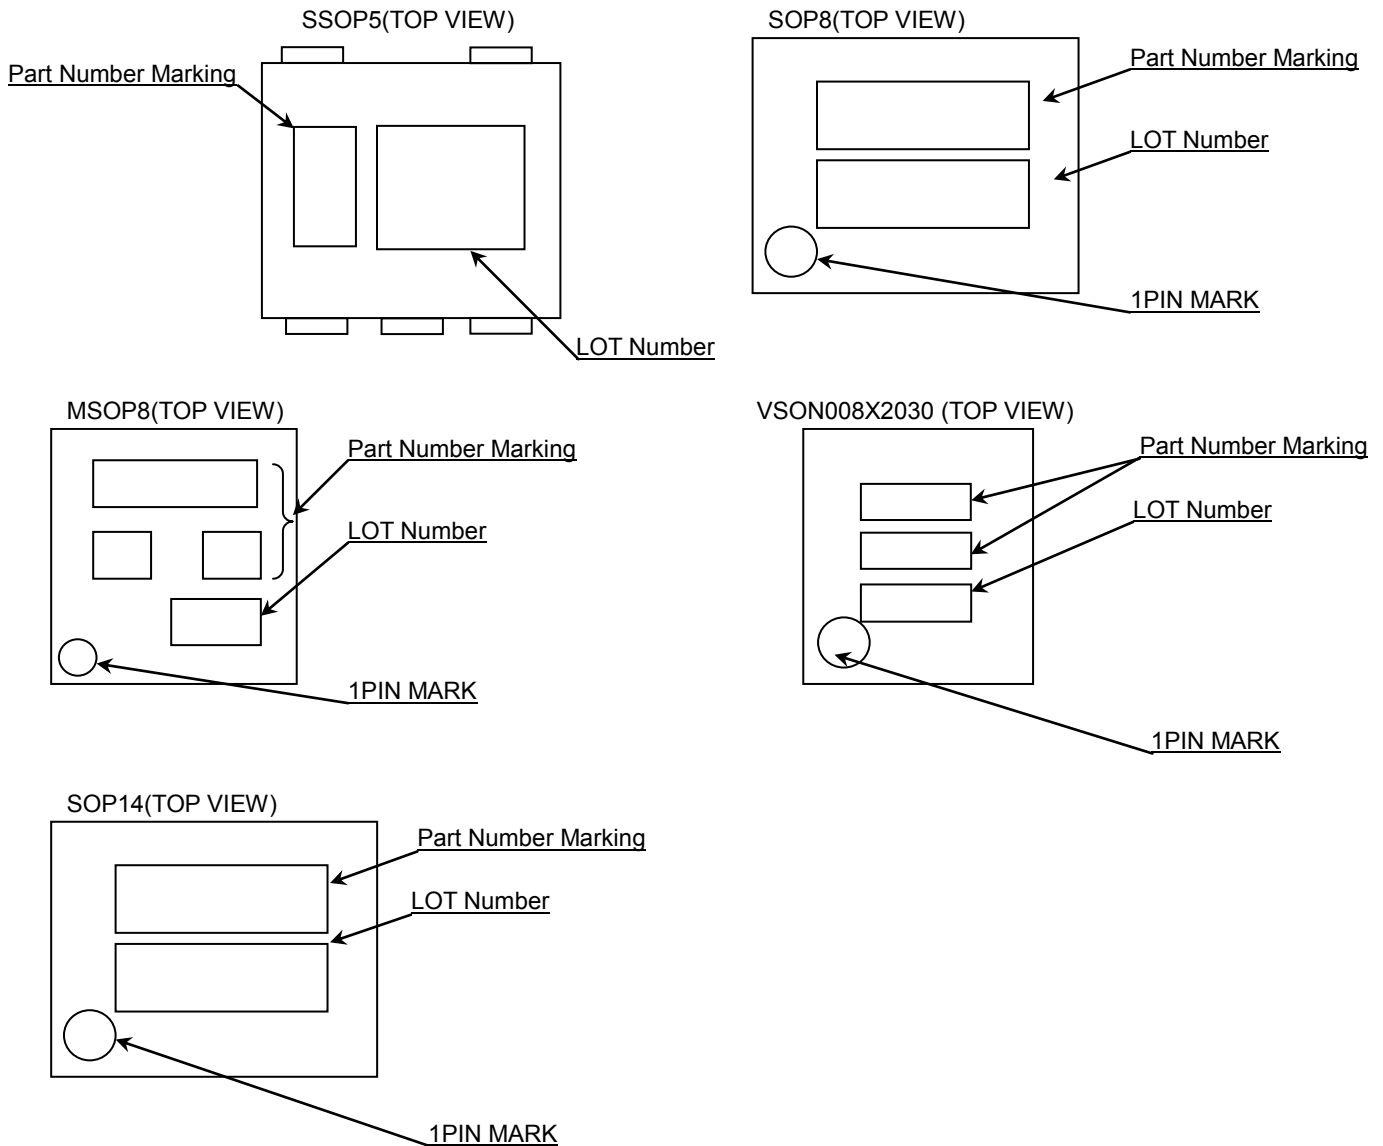 SSOP5(TOP VIEW)
Part Number Marking
LOT Number
SOP8(TOP VIEW)
Part Number Marking
LOT Number
1PIN MARK
MSOP8(TOP VIEW)
Part Number Marking
LOT Number
1PIN MARK
VSON008X2030 (TOP VIEW)
Part Number Marking
LOT Number
1PIN MARK
SOP14(TOP VIEW)
Part Number Marking
LOT Number
1PIN MARK